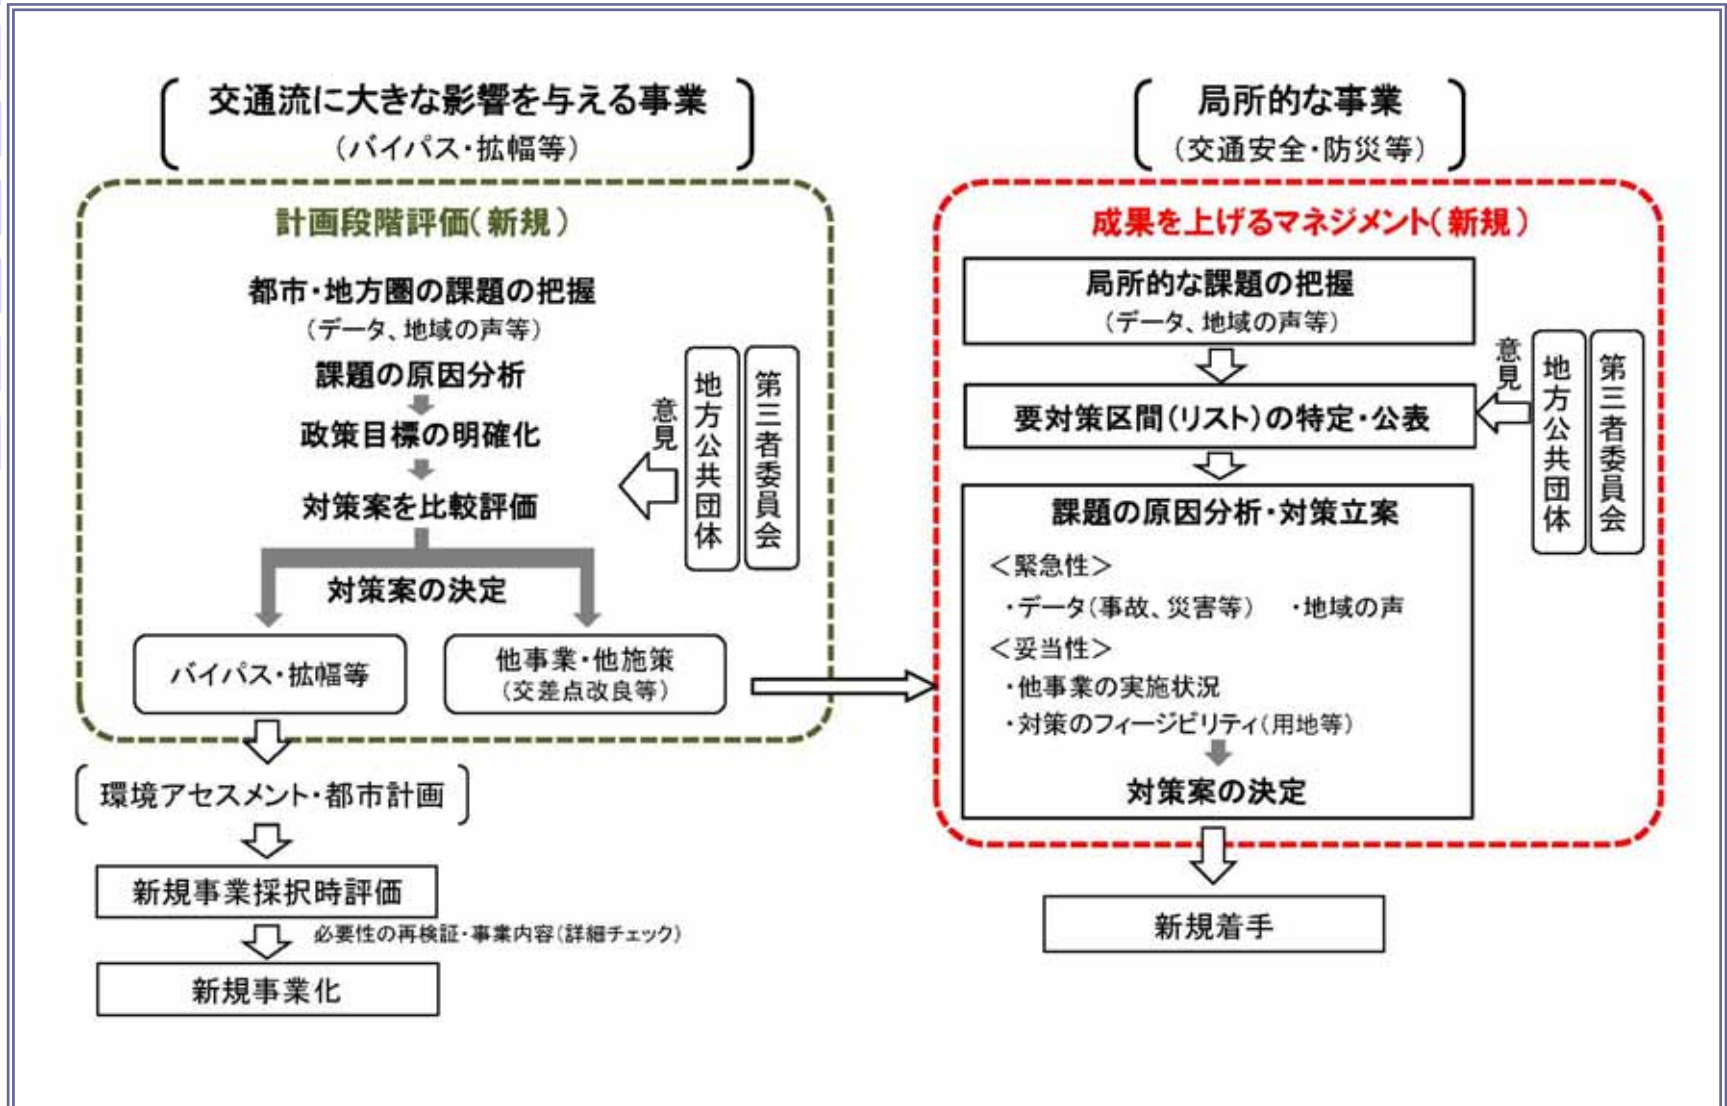 交通流に大きな影響を与える事業
（バイパス・拡幅等）
計画段階評価（新規）
都市・地方圏の課題の把握
（データ、地域の声等）
課題の原因分析
政策目標の明確化
対策案を比較評価
対策案の決定
意見
地方公共団体
第三者委員会
バイパス・拡幅等
他事業・他施策
（交差点改良等）
環境アセスメント・都市計画
新規事業採択時評価
必要性の再検証・事業内容（詳細チェック）
新規事業化
局所的な事業
（交通安全・防災等）
成果を上げるマネジメント（新規）
局所的な課題の把握
（データ、地域の声等）
要対策区間（リスト）の特定・公表
意見
地方公共団体
第三者委員会
課題の原因分析・対策立案
＜緊急性＞
・データ（事故、災害等）　・地域の声
＜妥当性＞
・他事業の実施状況
・対策のフィージビリティ（用地等）
対策案の決定
新規着手